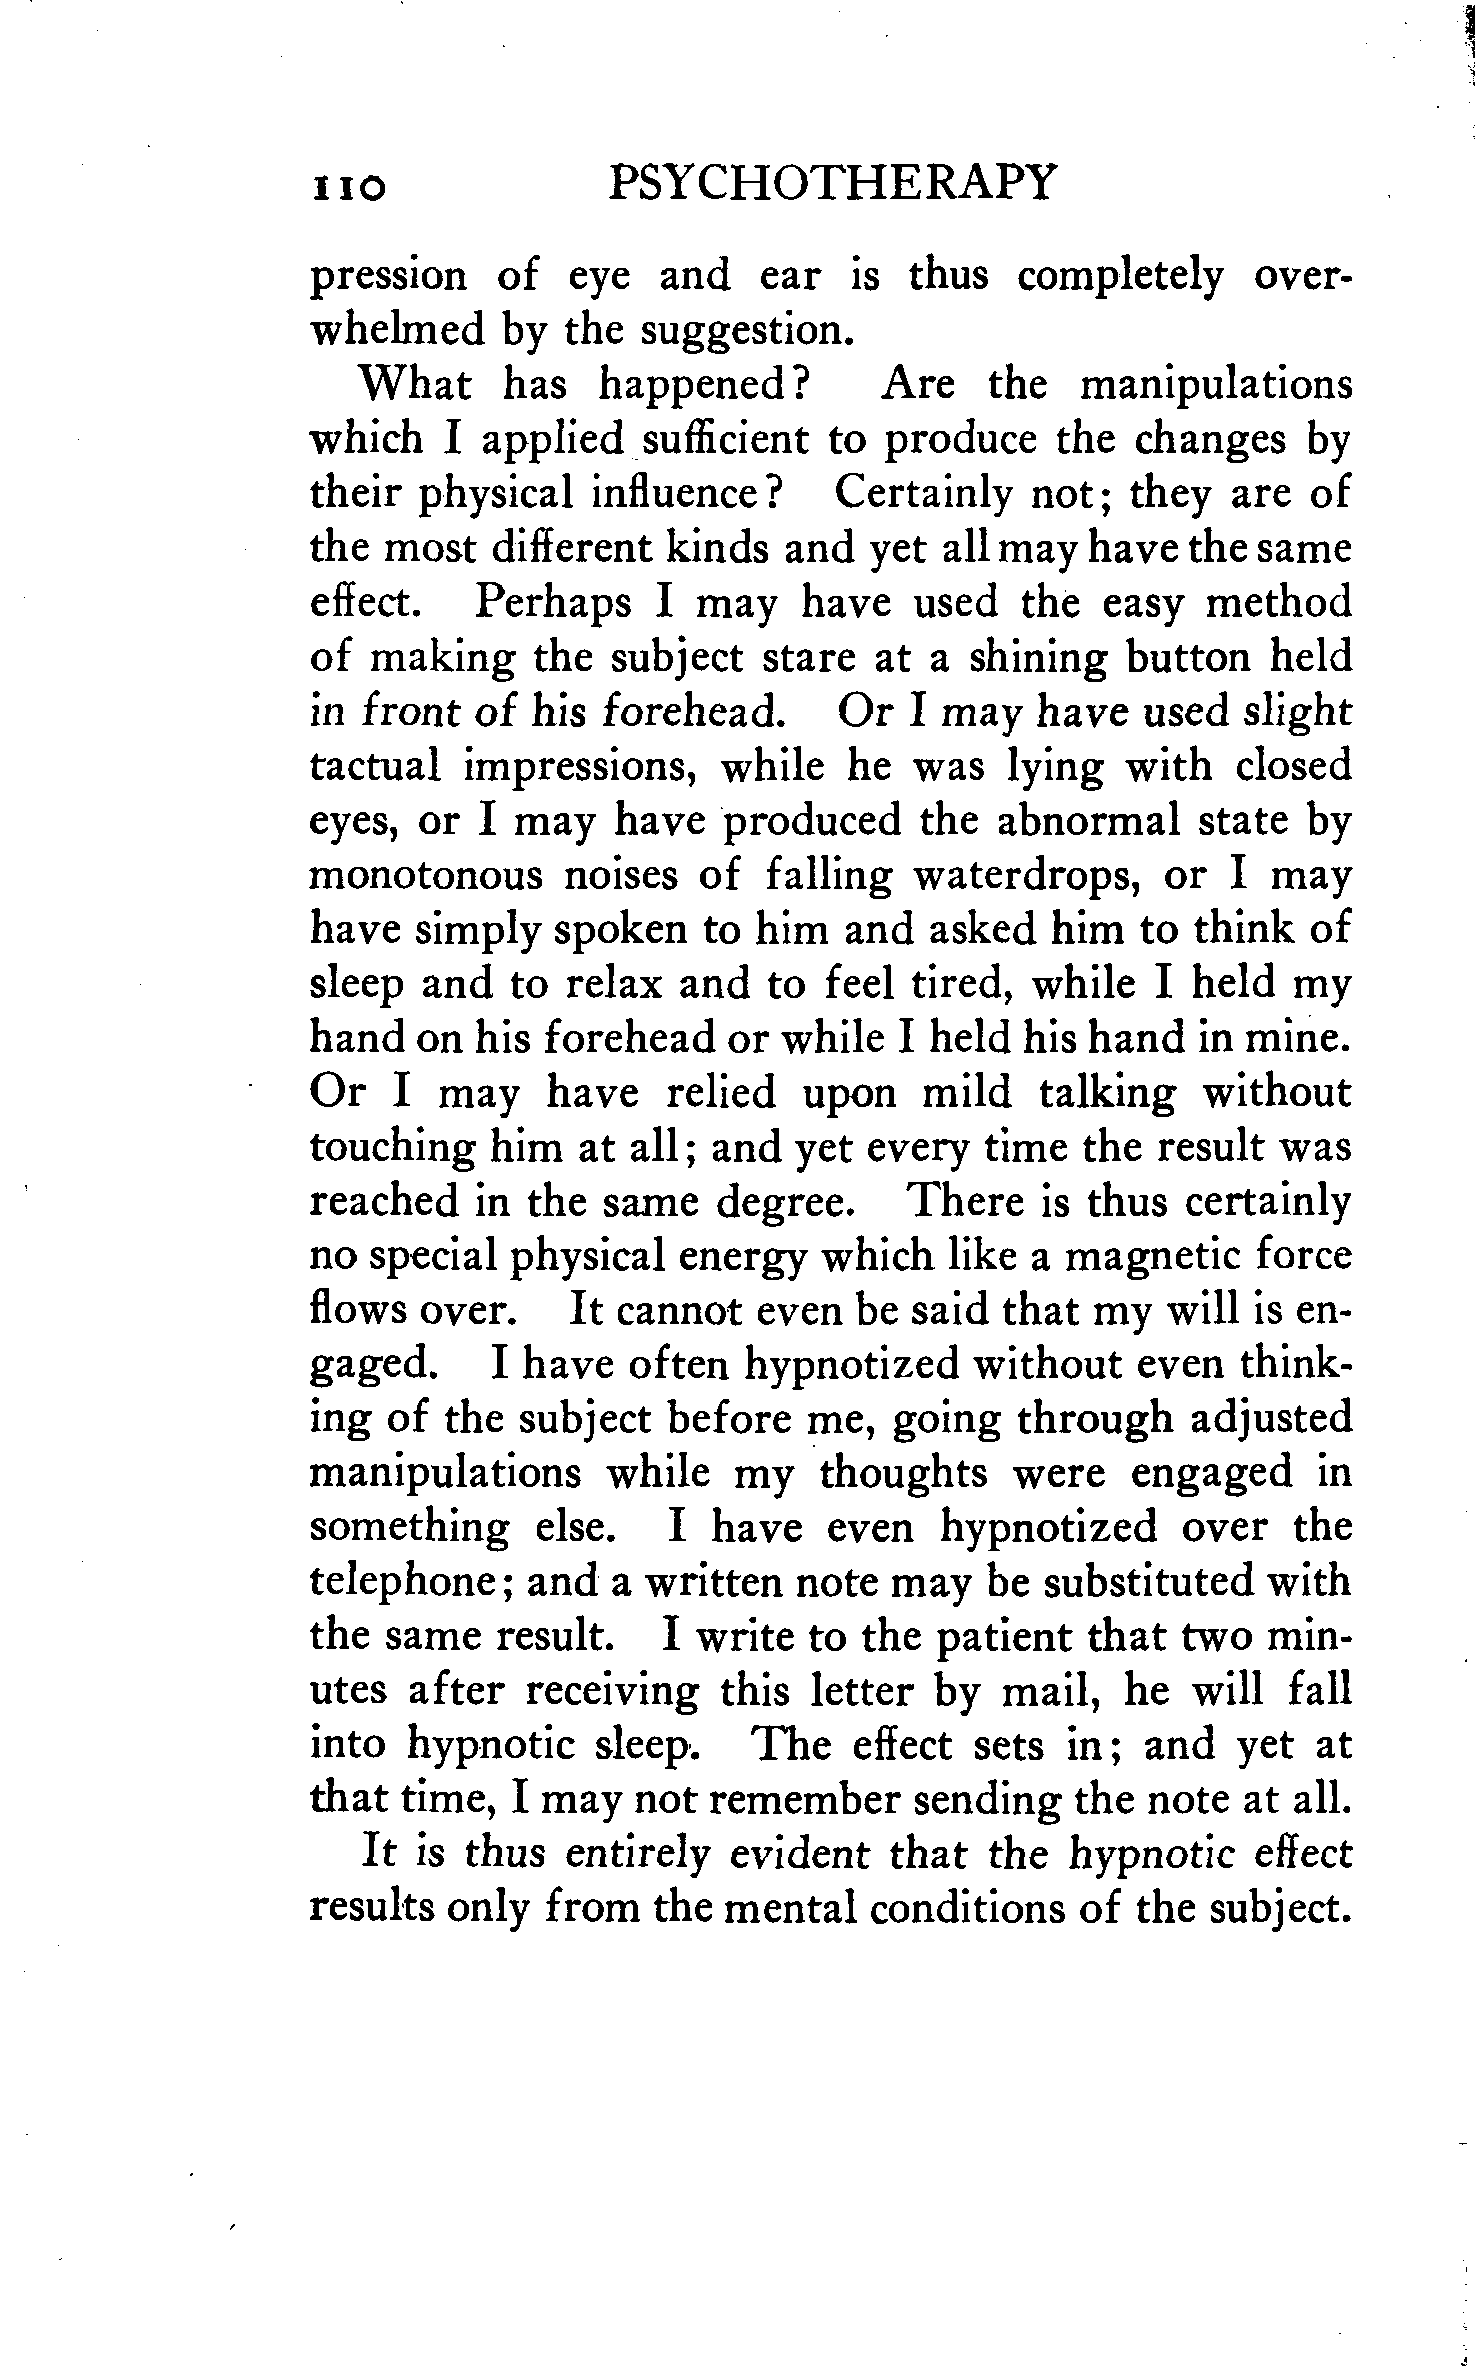 110 PSYCHOTHERAPY
pression of eye and ear is thus completely over-
whelmed by the suggestion.
What has happened? Are the manipulations
which I applied sufficient to produce the changes by
their physical influence? Certainly not; they are of
the most different kinds and yet all may have the same
effect. Perhaps I may have used the easy method
of making the subject stare at a shining button held
in front of his forehead. Or I may have used slight
tactual impressions, while he was lying with closed
eyes, or I may have produced the abnormal state by
monotonous noises of falling waterdrops, or I may
have simply spoken to him and asked him to think of
sleep and to relax and to feel tired, while I held my
hand on his forehead or while I held his hand in mine.
Or I may have relied upon mild talking without
touching him at all; and yet every time the result was
reached in the same degree. There is thus certainly
no special physical energy which like a magnetic force
flows over. It cannot even be said that my will is en-
gaged. I have often hypnotized without even think-
ing of the subject before me, going through adjusted
manipulations while my thoughts were engaged in
something else. I have even hypnotized over the
telephone; and a written note may be substituted with
the same result. I write to the patient that two min-
utes after receiving this letter by mail, he will fall
into hypnotic sleep. The effect sets in; and yet at
that time, I may not remember sending the note at all.
It is thus entirely evident that the hypnotic effect
results only from the mental conditions of the subject.